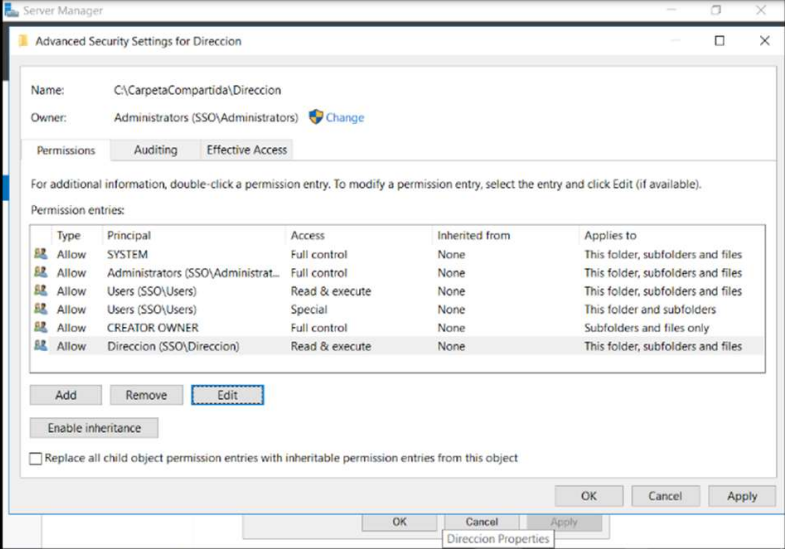 Server Manager
Advanced Security Settings for Direccion
Name: C:\CarpetaCompartida\Direccion
Owner: Administrators (SSO\Administrators) Change
Permissions Auditing Effective Access
For additional information, double-click a permission entry. To modify a permission entry, select the entry and click Edit (if available).
Permission entries:
Type Principal Access Inherited from Applies to
Allow SYSTEM Full control None This folder, subfolders and files
Allow Administrators (SSO\Administrat... Full control None This folder, subfolders and files
Allow Users (SSO\Users) Read & execute None This folder, subfolders and files
Allow Users (SSO\Users) Special None This folder and subfolders
Allow CREATOR OWNER Full control None Subfolders and files only
Allow Direccion (SSO\Direccion) Read & execute None This folder, subfolders and files
Add Remove Edit
Enable inheritance
Replace all child object permission entries with inheritable permission entries from this object
OK Cancel Apply
OK Cancel Apply
Direccion Properties